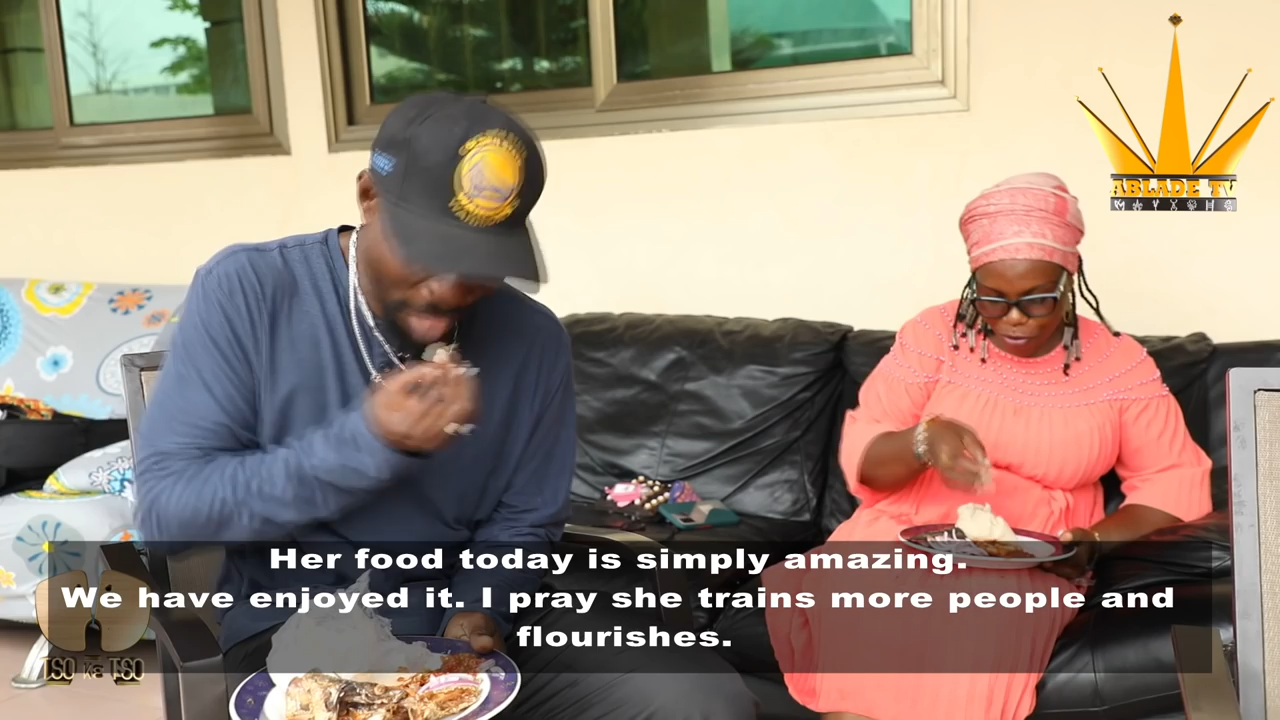 ABLADE TV
Her food today is simply amazing.
We have enjoyed it. I pray she trains more people and
flourishes.
TSO KE TSO